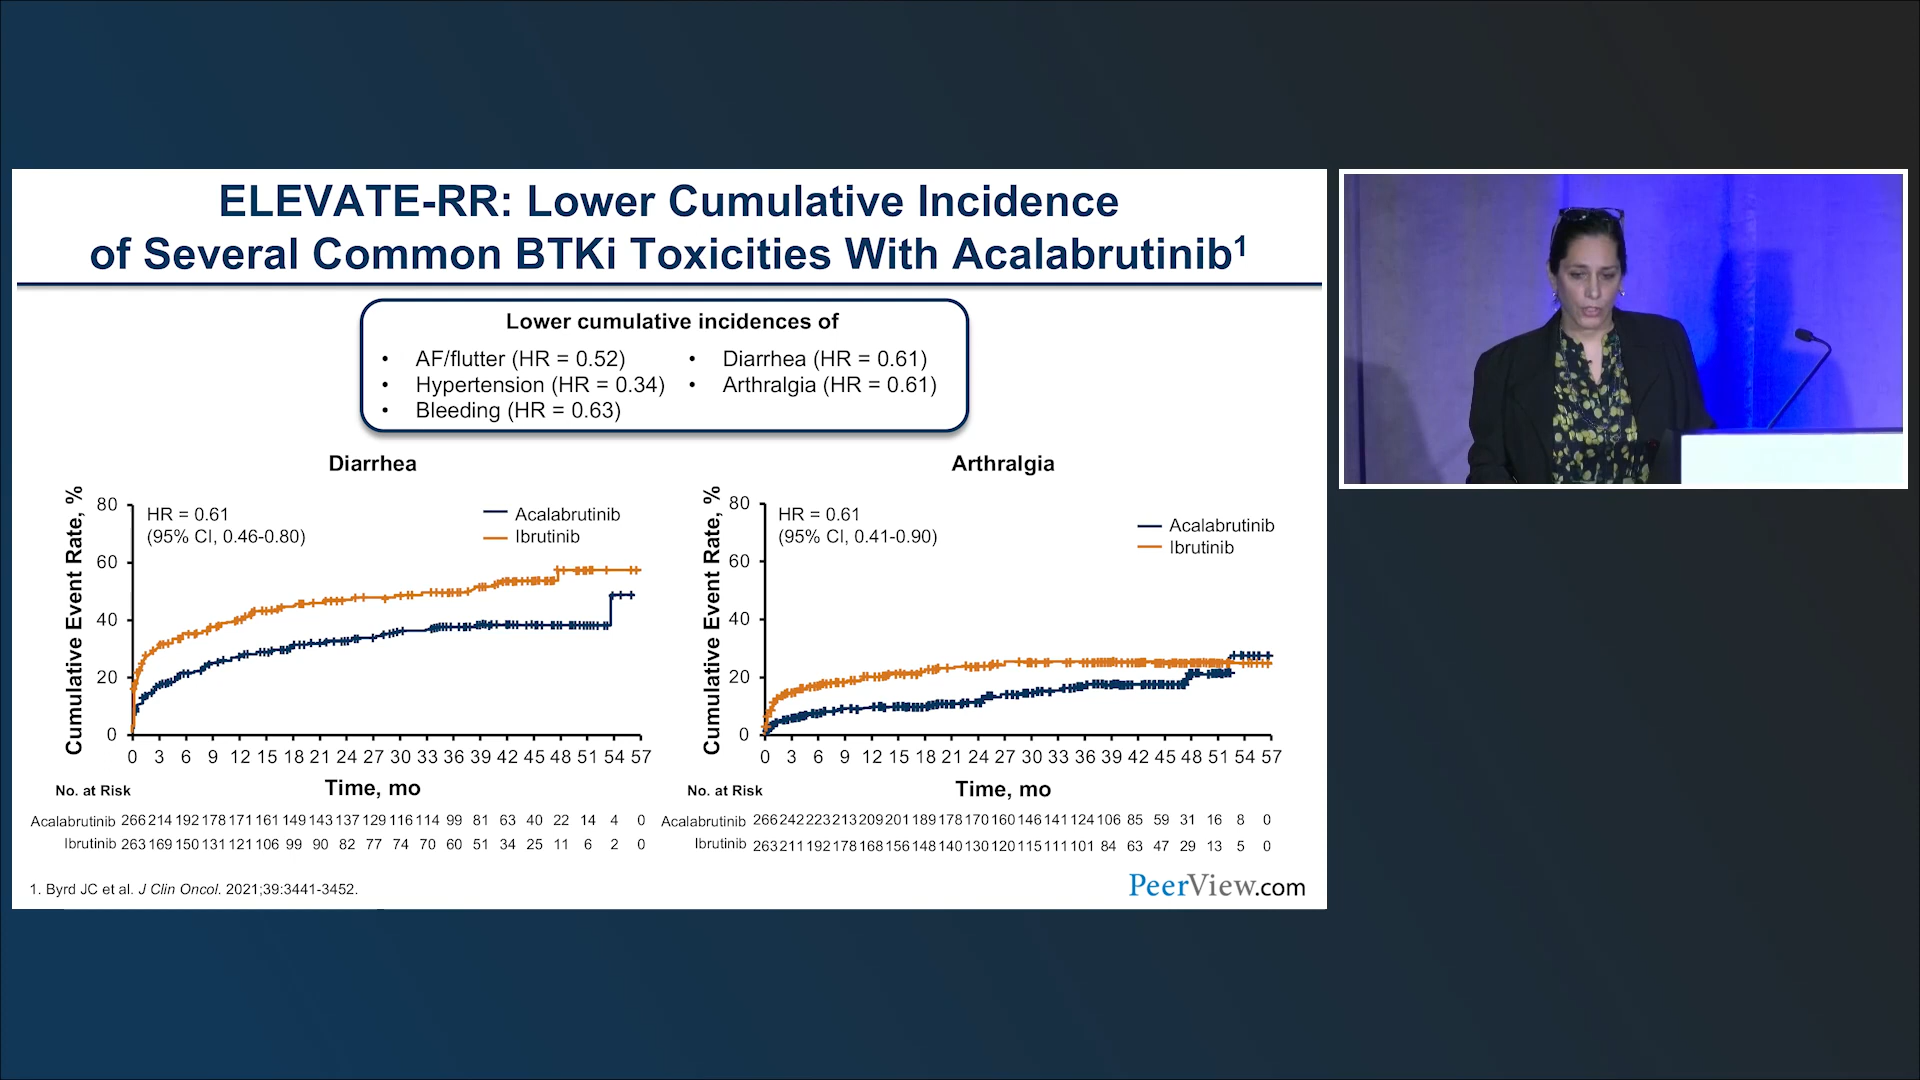 ELEVATE-RR: Lower Cumulative Incidence
of Several Common BTKi Toxicities With Acalabrutinib¹
Lower cumulative incidences of
• AF/flutter (HR = 0.52)
• Hypertension (HR = 0.34)
• Bleeding (HR = 0.63)
• Diarrhea (HR = 0.61)
• Arthralgia (HR = 0.61)
Diarrhea
Cumulative Event Rate, %
80
60
40
20
0
HR = 0.61
(95% CI, 0.46-0.80)
Acalabrutinib
Ibrutinib
0 3 6 9 12 15 18 21 24 27 30 33 36 39 42 45 48 51 54 57
Time, mo
No. at Risk
Acalabrutinib 266 214 192 178 171 161 149 143 137 129 116 114 99 81 63 40 22 14 4 0
Ibrutinib 263 169 150 131 121 106 99 90 82 77 74 70 60 51 34 25 11 6 2 0
Arthralgia
Cumulative Event Rate, %
80
60
40
20
0
HR = 0.61
(95% CI, 0.41-0.90)
Acalabrutinib
Ibrutinib
0 3 6 9 12 15 18 21 24 27 30 33 36 39 42 45 48 51 54 57
Time, mo
No. at Risk
Acalabrutinib 266 242 223 213 209 201 189 178 170 160 146 141 124 106 85 59 31 16 8 0
Ibrutinib 263 211 192 178 168 156 148 140 130 120 115 111 101 84 63 47 29 13 5 0
1. Byrd JC et al. J Clin Oncol. 2021;39:3441-3452.
PeerView.com